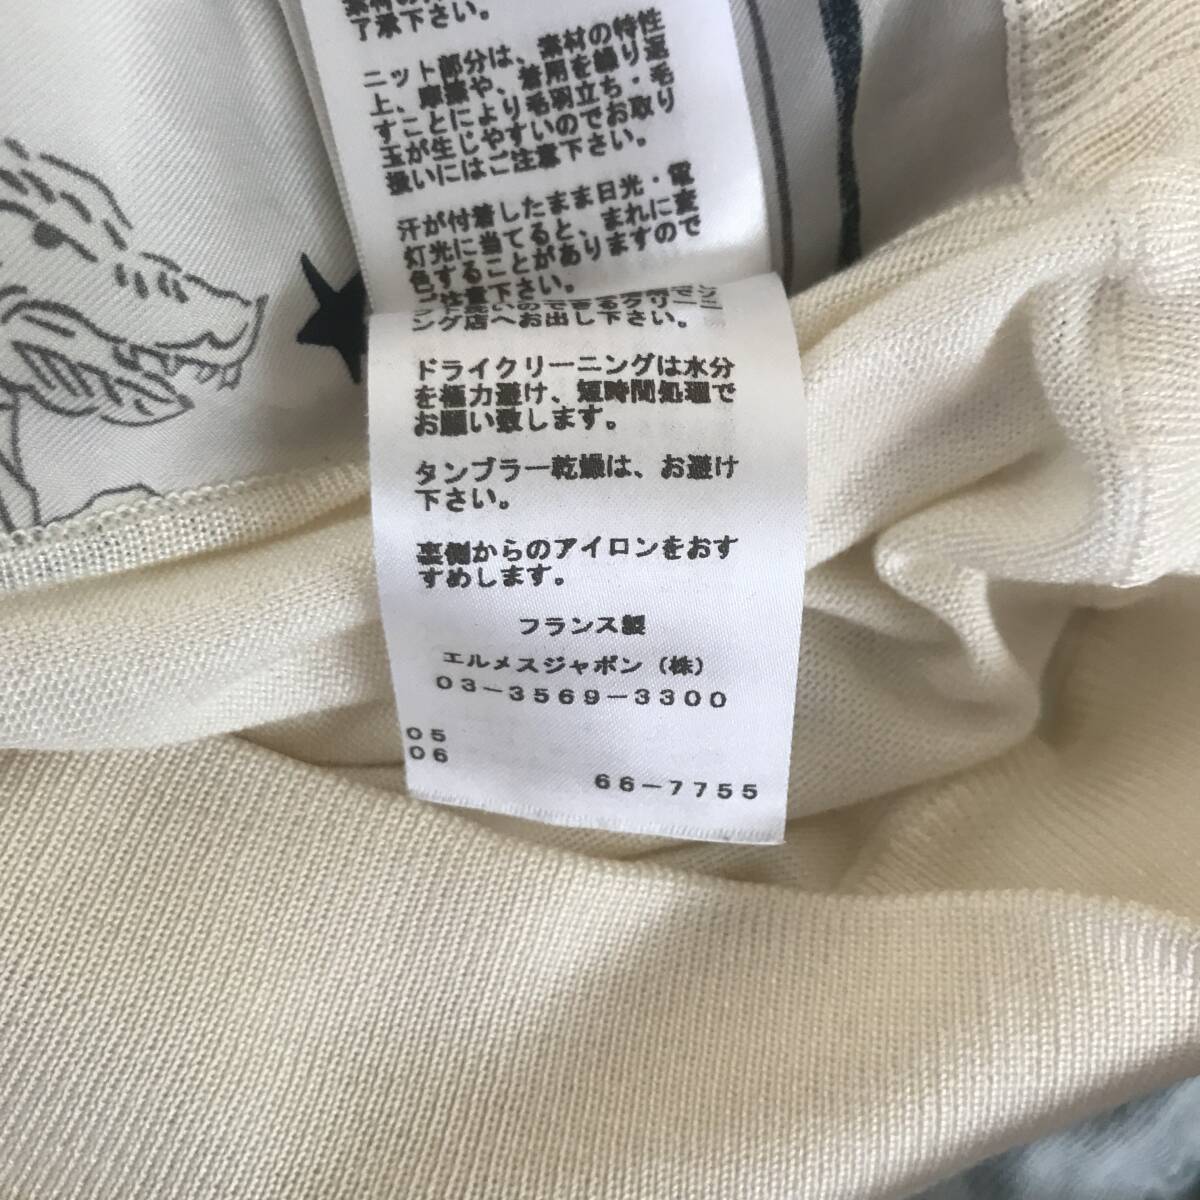 了承下さい。
ニット部分は、素材の特性
上、摩擦や、着用を繰り返
すことにより毛羽立ち・毛
玉が生じやすいのでお取り
扱いにはご注意下さい。
汗が付着したまま日光・電
灯光に当てると、まれに変
色することがありますので
ご注意下さい。
ング店へお出し下さい。
ドライクリーニングは水分
を極力避け、短時間処理で
お願い致します。
タンブラー乾燥は、お避け
下さい。
裏側からのアイロンをおす
すめします。
フランス製
エルメスジャポン（株）
03-3569-3300
05
06
66-7755